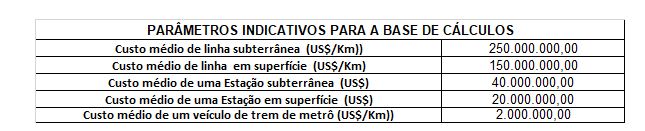 PARÂMETROS INDICATIVOS PARA A BASE DE CÁLCULOS
Custo médio de linha subterrânea (US$/Km)) 250.000.000,00
Custo médio de linha em superfície (US$/Km) 150.000.000,00
Custo médio de uma Estação subterrânea (US$) 40.000.000,00
Custo médio de uma Estação em superfície (US$) 20.000.000,00
Custo médio de um veículo de trem de metrô (US$/Km)) 2.000.000,00